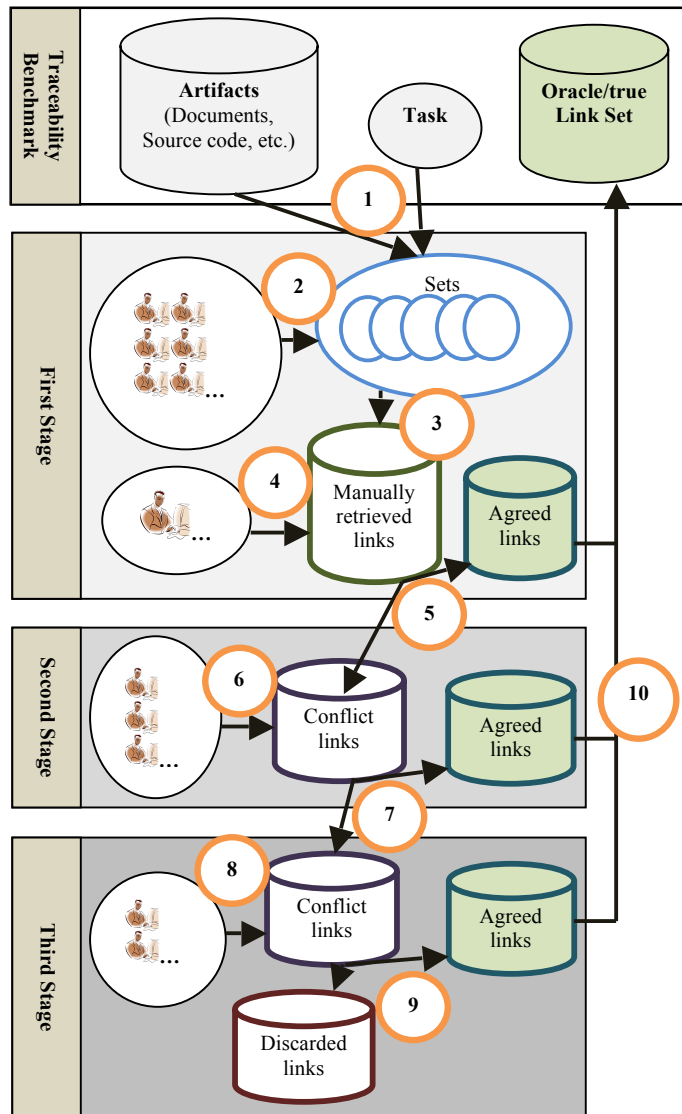 Traceability
Benchmark
Artifacts
(Documents,
Source code, etc.)
Task
Oracle/true
Link Set
1
First Stage
2
Sets
...
3
4
Manually
retrieved
links
...
Agreed
links
5
Second Stage
6
Conflict
links
...
Agreed
links
10
7
Third Stage
8
Conflict
links
...
Agreed
links
9
Discarded
links